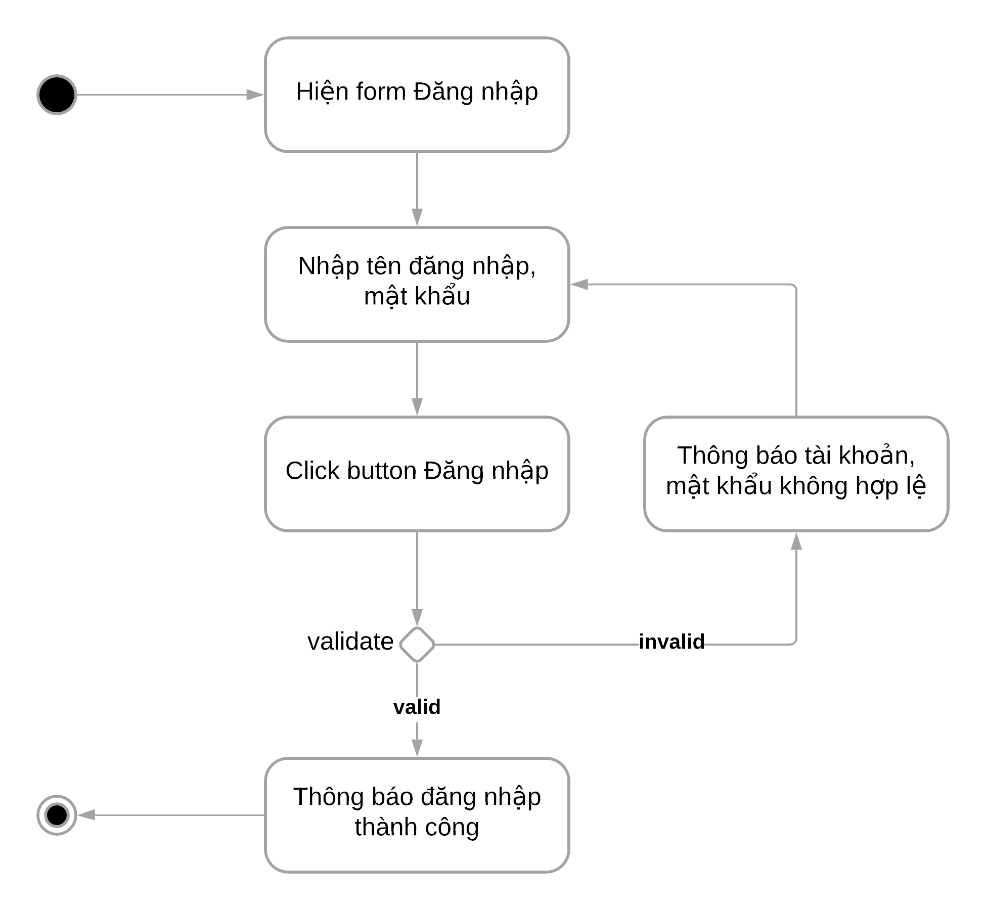 Hiện form Đăng nhập
Nhập tên đăng nhập,
mật khẩu
Click button Đăng nhập
Thông báo tài khoản,
mật khẩu không hợp lệ
validate
invalid
valid
Thông báo đăng nhập
thành công